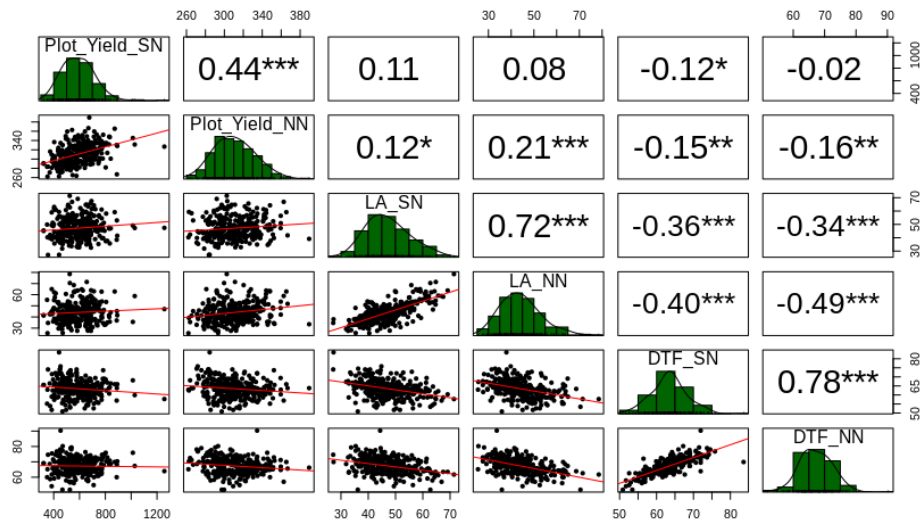 260 300 340 380 30 40 50 60 70 80 60 70 80 90
Plot_Yield_SN 0.44*** 0.11 0.08 -0.12* -0.02 400 1000
260 340 Plot_Yield_NN 0.12* 0.21*** -0.15** -0.16**
LA_SN 0.72*** -0.36*** -0.34*** 30 50 70
30 60 LA_NN -0.40*** -0.49***
DTF_SN 0.78*** 50 65 80
60 80 DTF_NN
400 800 1200 30 40 50 60 70 50 60 70 80